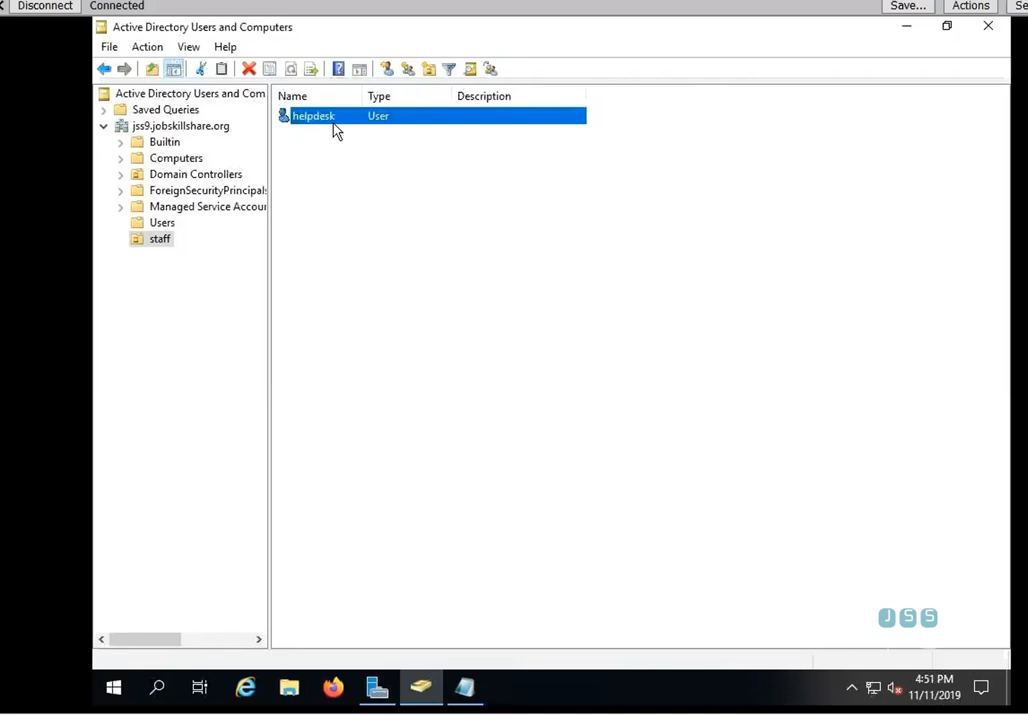 Disconnect Connected Save... Actions Se
Active Directory Users and Computers
File Action View Help
Active Directory Users and Com
Saved Queries
jss9.jobskillshare.org
Builtin
Computers
Domain Controllers
ForeignSecurityPrincipals
Managed Service Accour
Users
staff
Name Type Description
helpdesk User
JSS
4:51 PM
11/11/2019